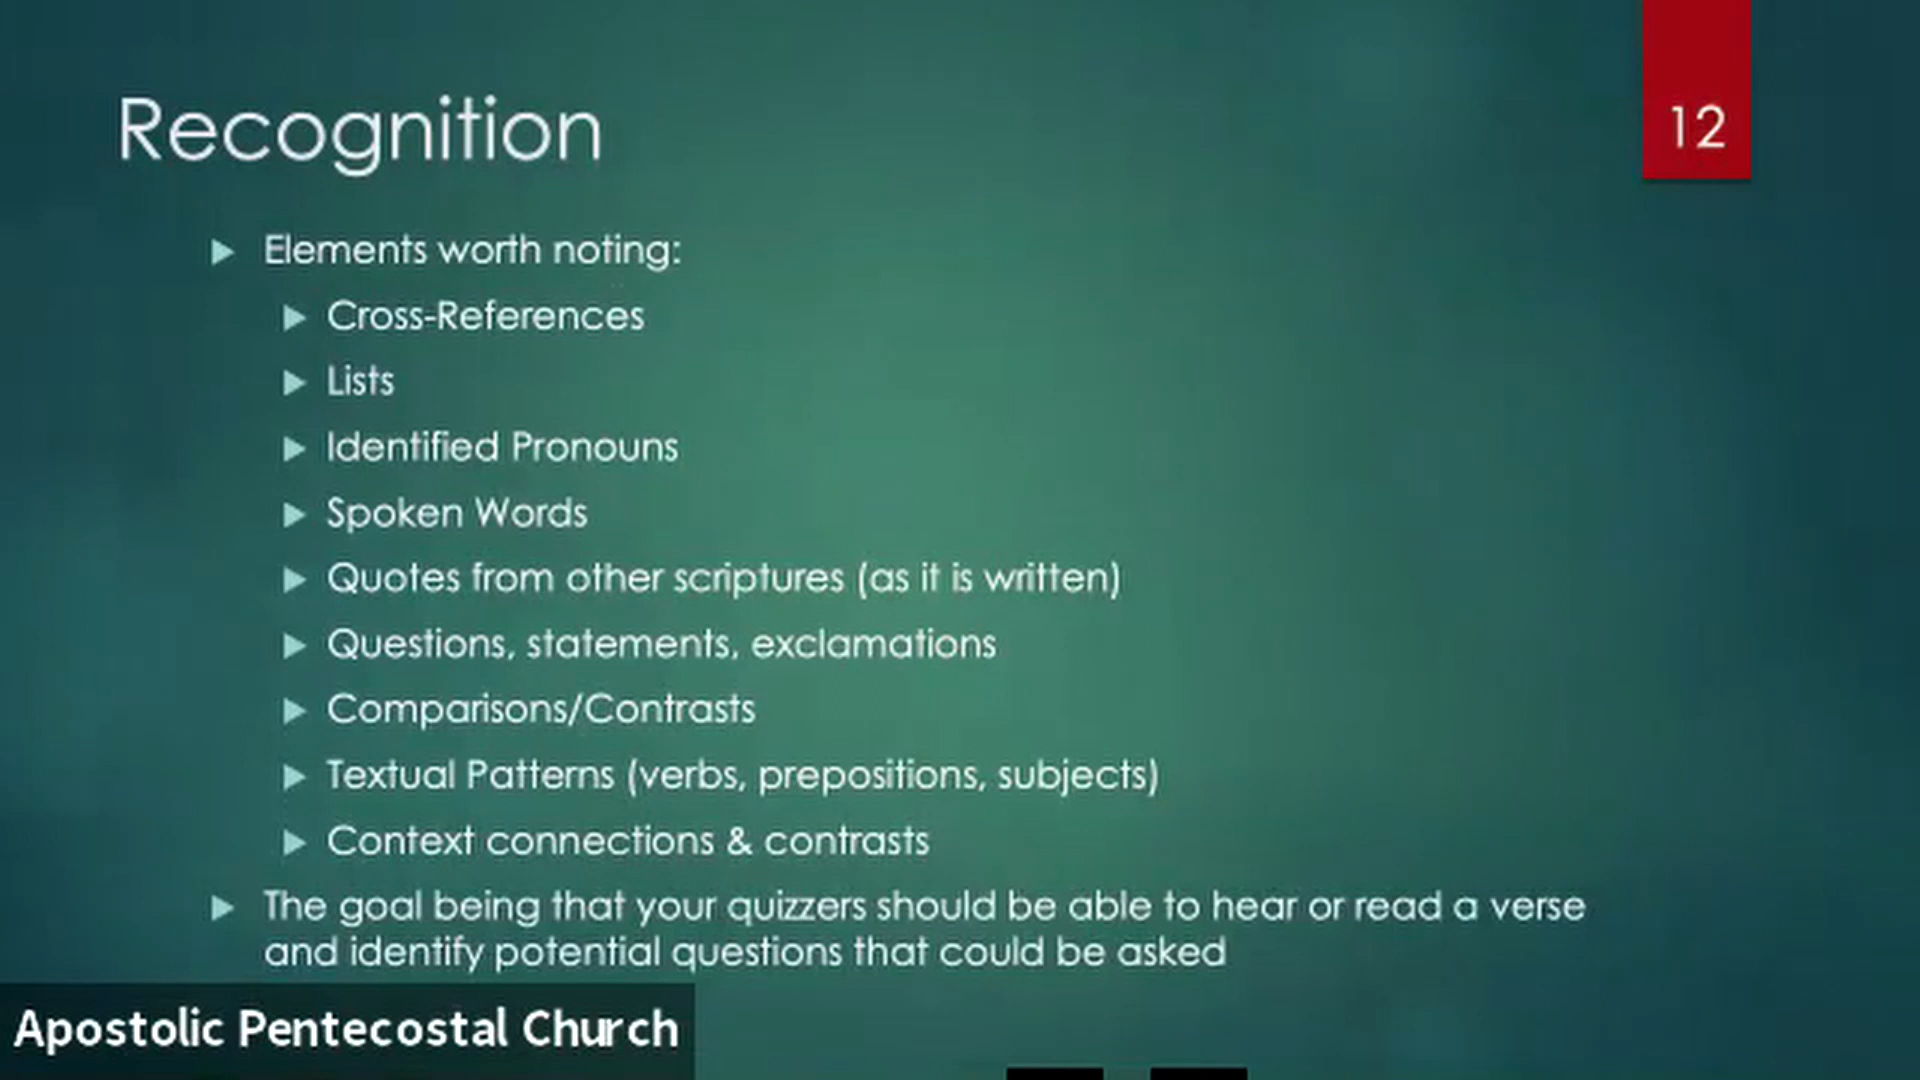 Recognition
12
Elements worth noting:
Cross-References
Lists
Identified Pronouns
Spoken Words
Quotes from other scriptures (as it is written)
Questions, statements, exclamations
Comparisons/Contrasts
Textual Patterns (verbs, prepositions, subjects)
Context connections & contrasts
The goal being that your quizzers should be able to hear or read a verse
and identify potential questions that could be asked
Apostolic Pentecostal Church